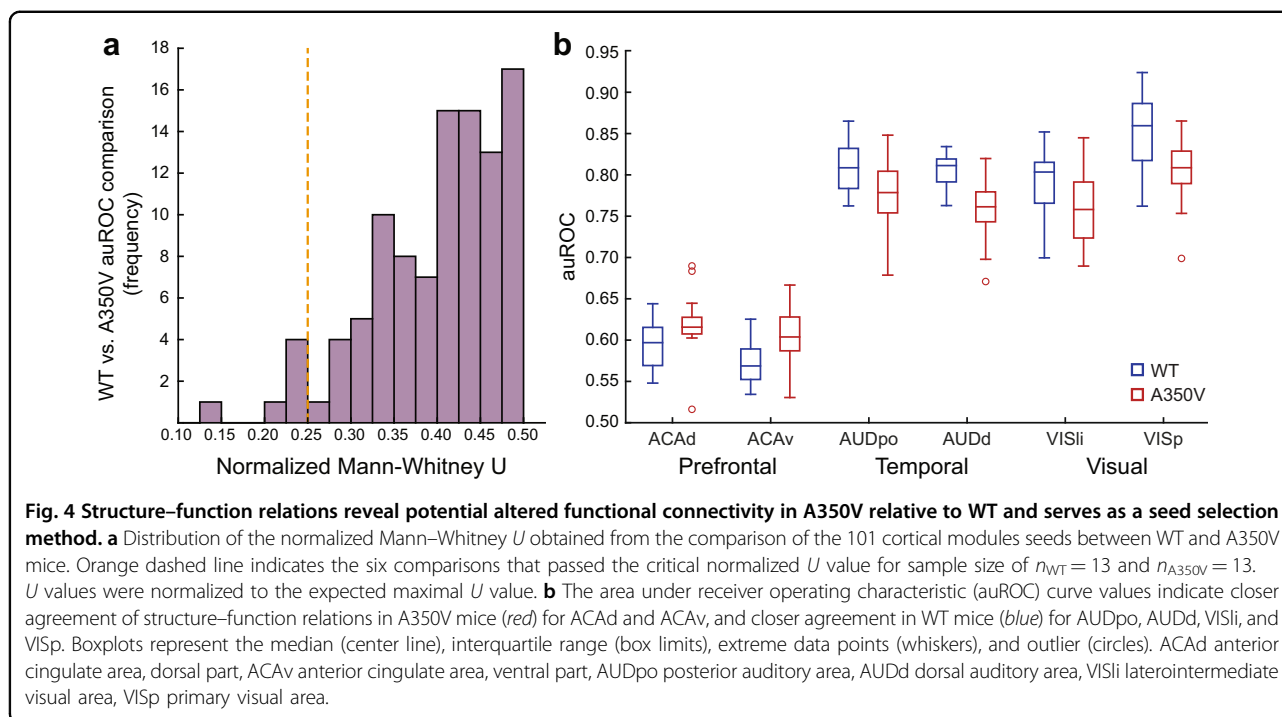 a
18
16
14
12
10
8
6
4
2
WT vs. A350V auROC comparison
(frequency)
0.10 0.15 0.20 0.25 0.30 0.35 0.40 0.45 0.50
Normalized Mann-Whitney U
b
0.95
0.90
0.85
0.80
0.75
0.70
0.65
0.60
0.55
0.50
auROC
WT
A350V
ACAd ACAv AUDpo AUDd VISli VISp
Prefrontal Temporal Visual
Fig. 4 Structure–function relations reveal potential altered functional connectivity in A350V relative to WT and serves as a seed selection
method. a Distribution of the normalized Mann–Whitney U obtained from the comparison of the 101 cortical modules seeds between WT and A350V
mice. Orange dashed line indicates the six comparisons that passed the critical normalized U value for sample size of nWT = 13 and nA350V = 13.
U values were normalized to the expected maximal U value. b The area under receiver operating characteristic (auROC) curve values indicate closer
agreement of structure–function relations in A350V mice (red) for ACAd and ACAv, and closer agreement in WT mice (blue) for AUDpo, AUDd, VISli, and
VISp. Boxplots represent the median (center line), interquartile range (box limits), extreme data points (whiskers), and outlier (circles). ACAd anterior
cingulate area, dorsal part, ACAv anterior cingulate area, ventral part, AUDpo posterior auditory area, AUDd dorsal auditory area, VISli laterointermediate
visual area, VISp primary visual area.